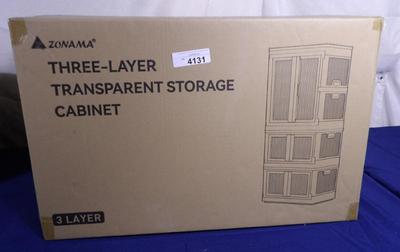 ZONAMA®
4131
THREE-LAYER
TRANSPARENT STORAGE
CABINET
3 LAYER